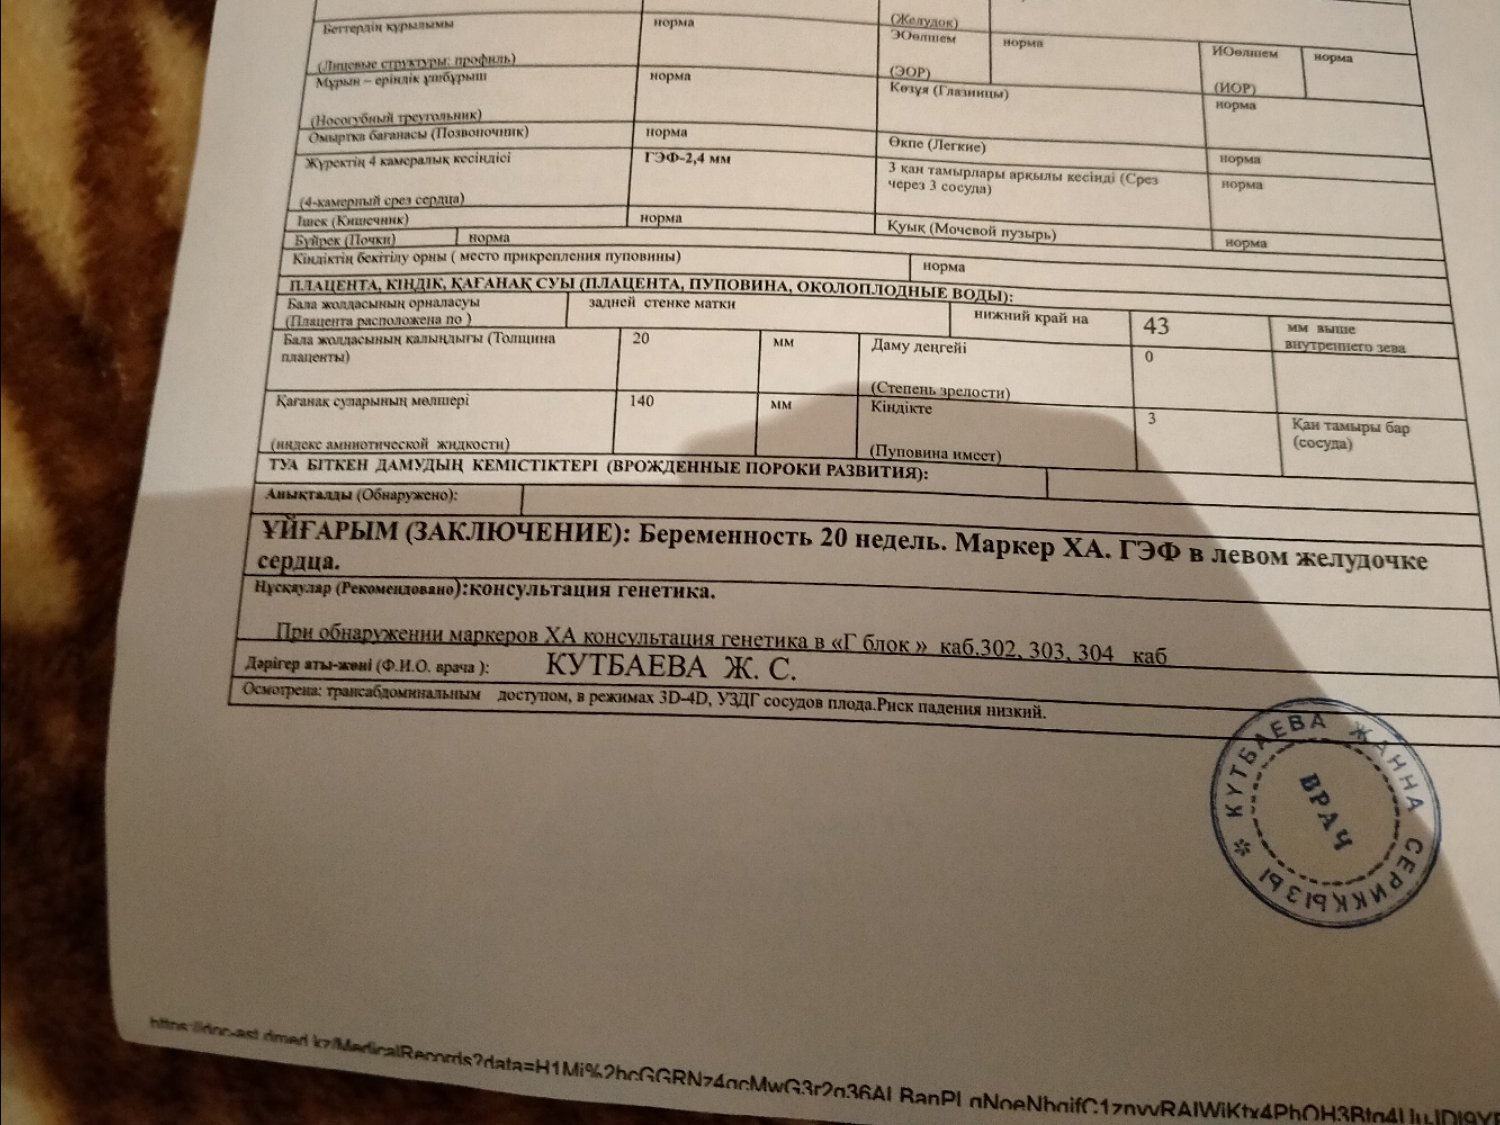 (Желудок)
Беттердің құрылымы норма ЭОөлшем норма ИОөлшем норма
(Лицевые структуры: профиль) (ЭОР) (ИОР)
Мұрын – еріндік үшбұрыш норма Көзұя (Глазницы) норма
(Носогубный треугольник)
Омыртқа бағанасы (Позвоночник) норма Өкпе (Легкие) норма
Жүректің 4 камералық кесіндісі ГЭФ-2,4 мм 3 қан тамырлары арқылы кесінді (Срез норма
через 3 сосуда)
(4-камерный срез сердца)
Ішек (Кишечник) норма Қуық (Мочевой пузырь) норма
Бүйрек (Почки) норма
Кіндіктің бекітілу орны ( место прикрепления пуповины) норма
ПЛАЦЕНТА, КІНДІК, ҚАҒАНАҚ СУЫ (ПЛАЦЕНТА, ПУПОВИНА, ОКОЛОПЛОДНЫЕ ВОДЫ):
Бала жолдасының орналасуы задней стенке матки нижний край на 43 мм выше
(Плацента расположена по ) внутреннего зева
Бала жолдасының қалыңдығы (Толщина 20 мм Даму деңгейі 0
плаценты)
(Степень зрелости)
Қағанақ суларының мөлшері 140 мм Кіндікте 3 Қан тамыры бар
(сосуда)
(индекс амниотической жидкости) (Пуповина имеет)
ТУА БІТКЕН ДАМУДЫҢ КЕМІСТІКТЕРІ (ВРОЖДЕННЫЕ ПОРОКИ РАЗВИТИЯ):
Анықталды (Обнаружено):
ҰЙҒАРЫМ (ЗАКЛЮЧЕНИЕ): Беременность 20 недель. Маркер ХА. ГЭФ в левом желудочке
сердца.
Нұсқаулар (Рекомендовано):консультация генетика.
При обнаружении маркеров ХА консультация генетика в «Г блок » каб.302, 303, 304 каб
Дәрігер аты-жөні (Ф.И.О. врача ): КУТБАЕВА Ж. С.
Осмотрена: трансабдоминальным доступом, в режимах 3D-4D, УЗДГ сосудов плода.Риск падения низкий.
КУТБАЕВА ЖАННА СЕРИККЫЗЫ
ВРАЧ